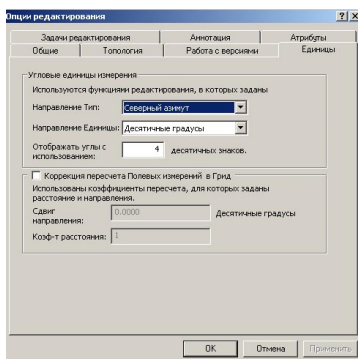 Опции редактирования
Задачи редактирования Аннотация Атрибуты
Общие Топология Работа с версиями Единицы
Угловые единицы измерения
Используются функциями редактирования, в которых заданы
Направление Тип: Северный азимут
Направление Единицы: Десятичные градусы
Отображать углы с использованием: 4 десятичных знаков.
Коррекция пересчета Полевых измерений в Грид
Использованы коэффициенты пересчета, для которых заданы
расстояние и направления.
Сдвиг направления: 0.0000 Десятичные градусы
Коэф-т расстояния: 1
OK Отмена Применить